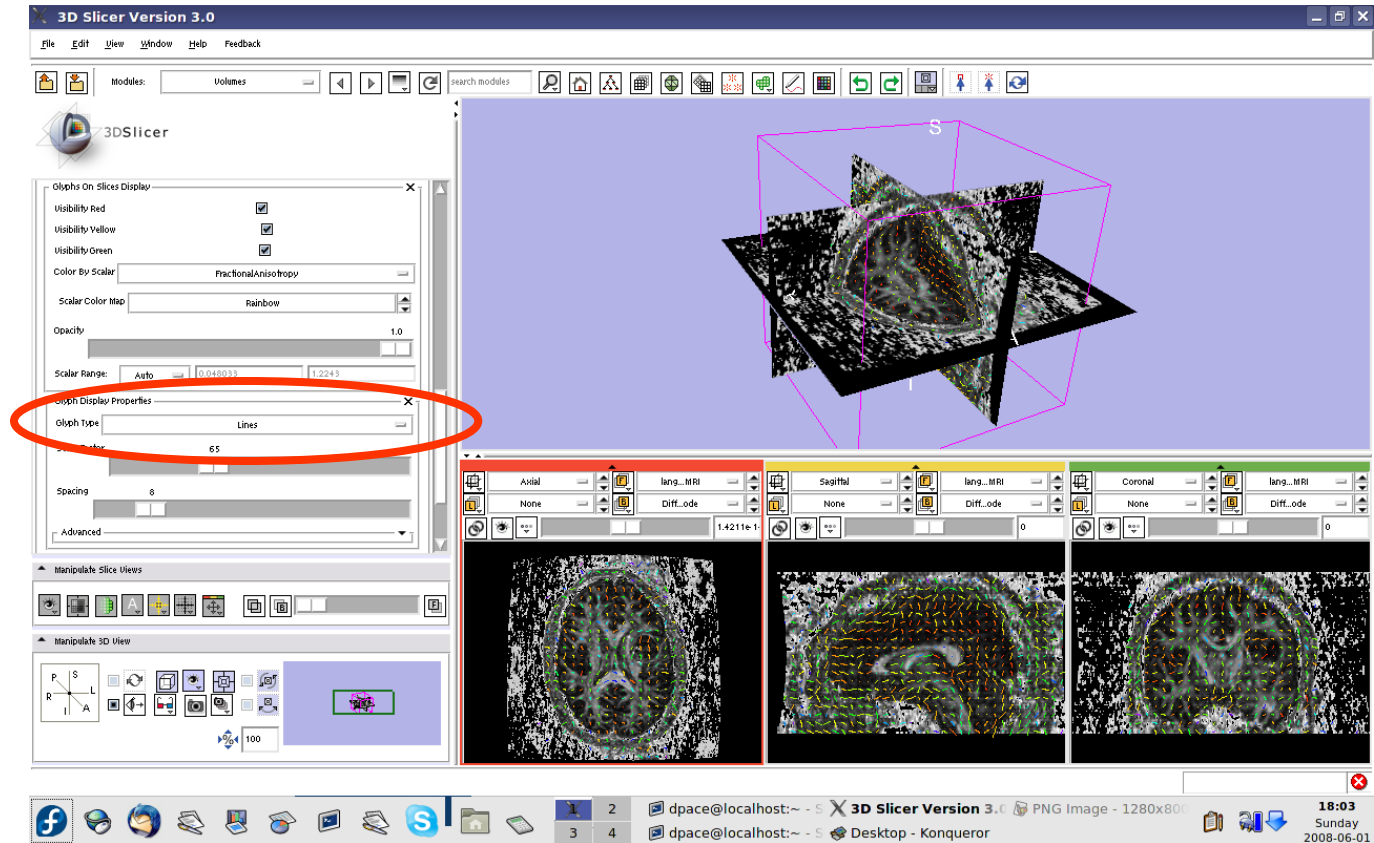 3D Slicer Version 3.0
File Edit View Window Help Feedback
Modules: Volumes search modules
3DSlicer
Glyphs On Slices Display
Visibility Red
Visibility Yellow
Visibility Green
Color By Scalar FractionalAnisotropy
Scalar Color Map Rainbow
Opacity 1.0
Scalar Range: Auto 0.048033 1.2243
Glyph Display Properties
Glyph Type Lines
65
Spacing 8
Advanced
Manipulate Slice Views
Manipulate 3D View
P S
R L
I A
% 100
S
A
I
Axial lang...MRI
None Diff...ode
1.4211e-1
Sagittal lang...MRI
None Diff...ode
0
Coronal lang...MRI
None Diff...ode
0
1 2
3 4
dpace@localhost:~ - S
3D Slicer Version 3.0
PNG Image - 1280x800
dpace@localhost:~ - S
Desktop - Konqueror
18:03
Sunday
2008-06-01